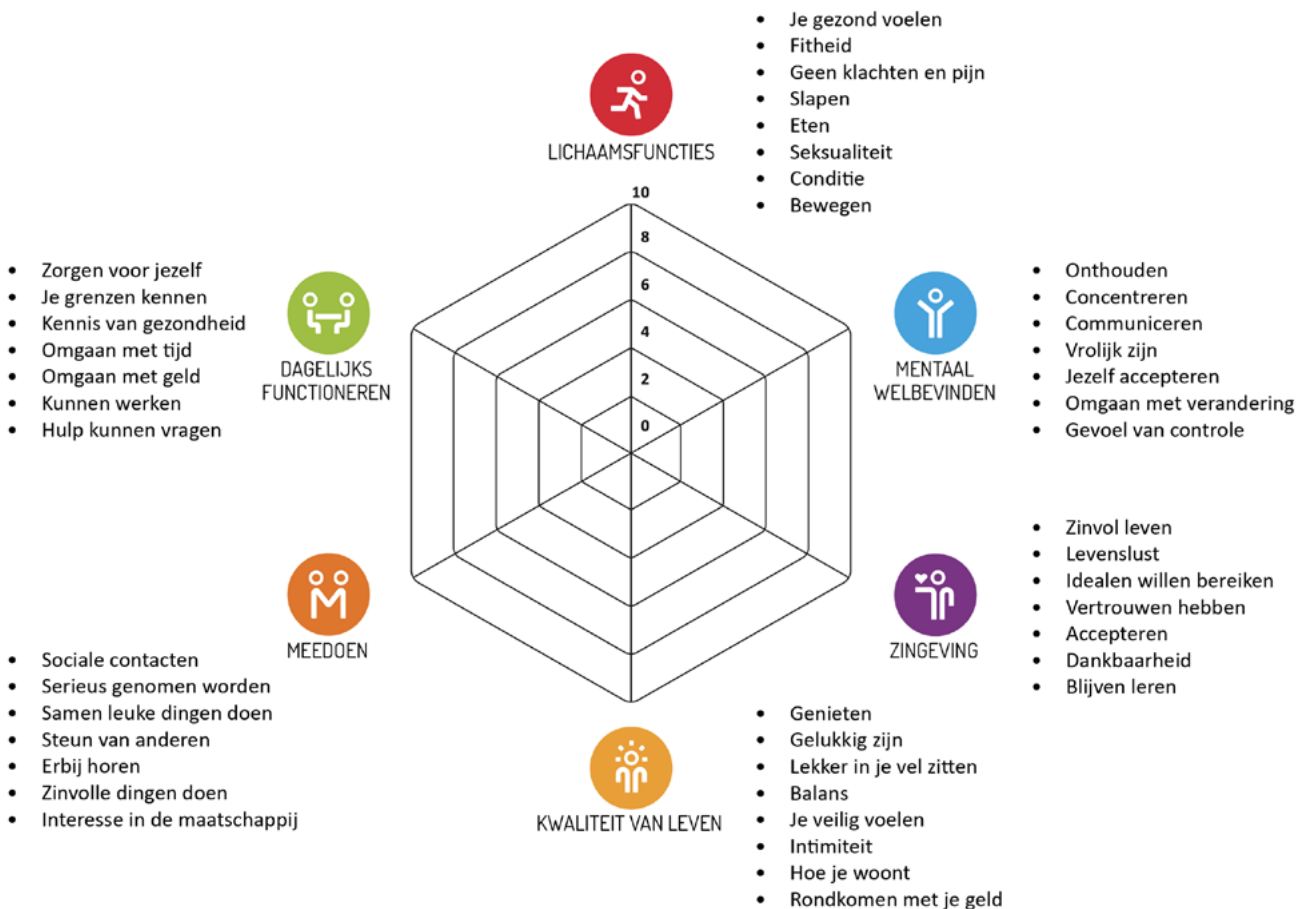 LICHAAMSFUNCTIES
• Je gezond voelen
• Fitheid
• Geen klachten en pijn
• Slapen
• Eten
• Seksualiteit
• Conditie
• Bewegen
10
8
6
4
2
0
MENTAAL
WELBEVINDEN
• Onthouden
• Concentreren
• Communiceren
• Vrolijk zijn
• Jezelf accepteren
• Omgaan met verandering
• Gevoel van controle
ZINGEVING
• Zinvol leven
• Levenslust
• Idealen willen bereiken
• Vertrouwen hebben
• Accepteren
• Dankbaarheid
• Blijven leren
KWALITEIT VAN LEVEN
• Genieten
• Gelukkig zijn
• Lekker in je vel zitten
• Balans
• Je veilig voelen
• Intimiteit
• Hoe je woont
• Rondkomen met je geld
MEEDOEN
• Sociale contacten
• Serieus genomen worden
• Samen leuke dingen doen
• Steun van anderen
• Erbij horen
• Zinvolle dingen doen
• Interesse in de maatschappij
DAGELIJKS
FUNCTIONEREN
• Zorgen voor jezelf
• Je grenzen kennen
• Kennis van gezondheid
• Omgaan met tijd
• Omgaan met geld
• Kunnen werken
• Hulp kunnen vragen